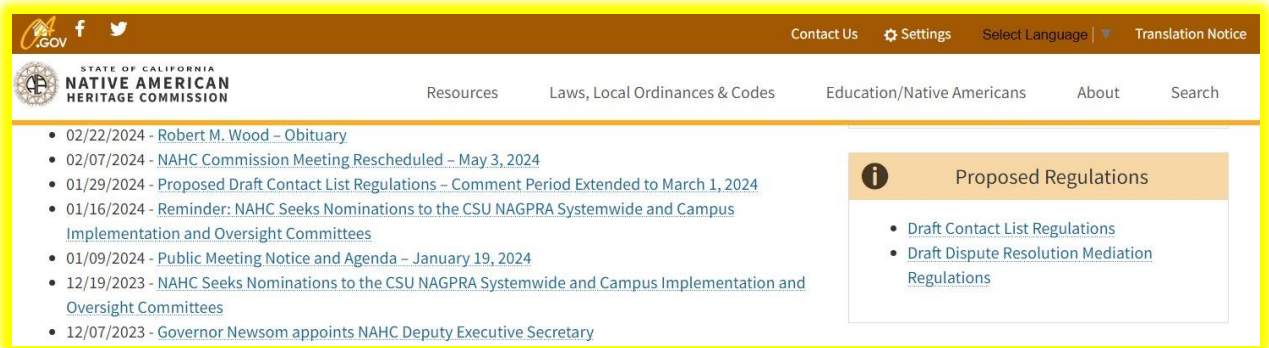 CA.GOV
Contact Us Settings Select Language | ▼ Translation Notice
STATE OF CALIFORNIA
NATIVE AMERICAN
HERITAGE COMMISSION
Resources Laws, Local Ordinances & Codes Education/Native Americans About Search
• 02/22/2024 - Robert M. Wood – Obituary
• 02/07/2024 - NAHC Commission Meeting Rescheduled – May 3, 2024
• 01/29/2024 - Proposed Draft Contact List Regulations – Comment Period Extended to March 1, 2024
• 01/16/2024 - Reminder: NAHC Seeks Nominations to the CSU NAGPRA Systemwide and Campus
Implementation and Oversight Committees
• 01/09/2024 - Public Meeting Notice and Agenda – January 19, 2024
• 12/19/2023 - NAHC Seeks Nominations to the CSU NAGPRA Systemwide and Campus Implementation and
Oversight Committees
• 12/07/2023 - Governor Newsom appoints NAHC Deputy Executive Secretary
Proposed Regulations
• Draft Contact List Regulations
• Draft Dispute Resolution Mediation
Regulations